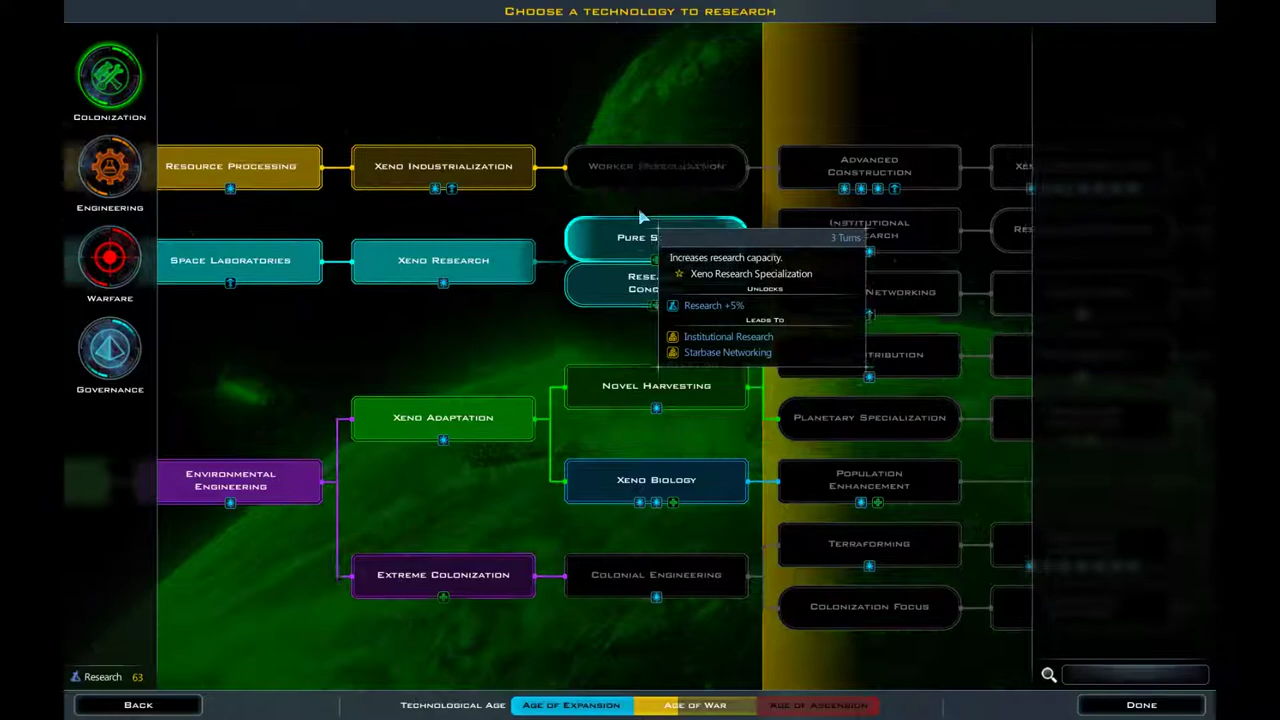 Choose a technology to research
Colonization
Engineering
Warfare
Governance
Resource Processing
Xeno Industrialization
Advanced
Construction
Space Laboratories
Xeno Research
Pure S
3 Turns
Increases research capacity.
Xeno Research Specialization
Unlocks
Research +5%
Leads To
Institutional Research
Starbase Networking
Novel Harvesting
Xeno Adaptation
Planetary Specialization
Environmental
Engineering
Xeno Biology
Population
Enhancement
Extreme Colonization
Colonial Engineering
Terraforming
Colonization Focus
Research 63
Back
Technological Age
Age of Expansion
Age of War
Age of Ascension
Done